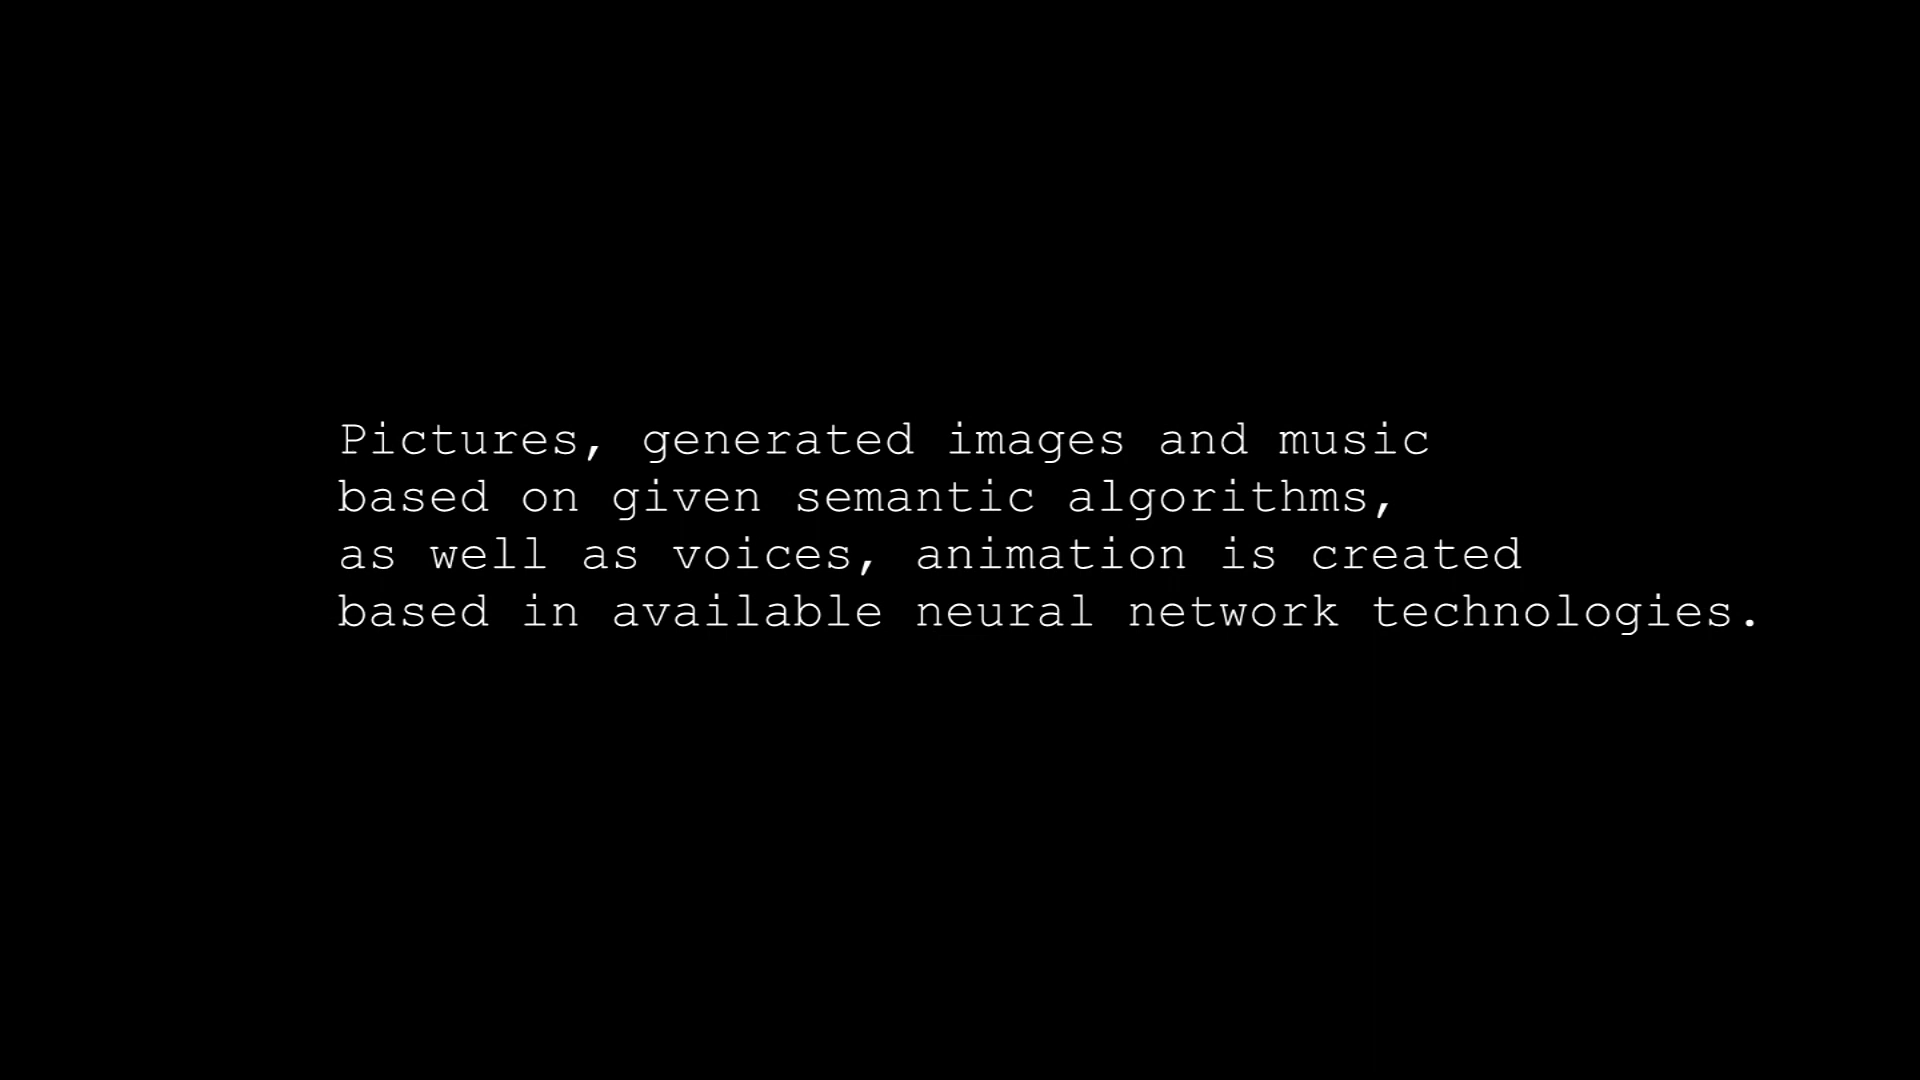 Pictures, generated images and music
based on given semantic algorithms,
as well as voices, animation is created
based in available neural network technologies.